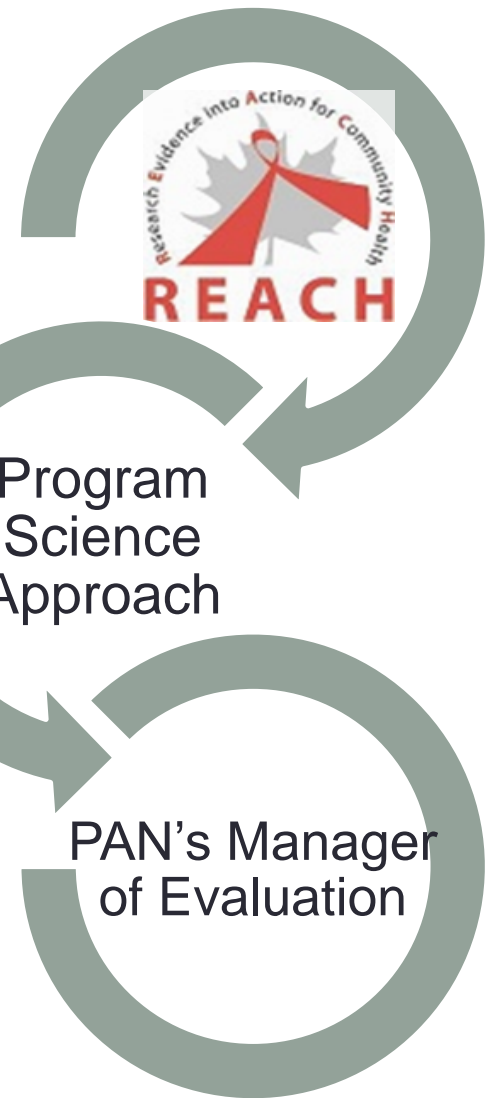 Research Evidence into Action for Community Health
REACH
Program
Science
Approach
PAN's Manager
of Evaluation